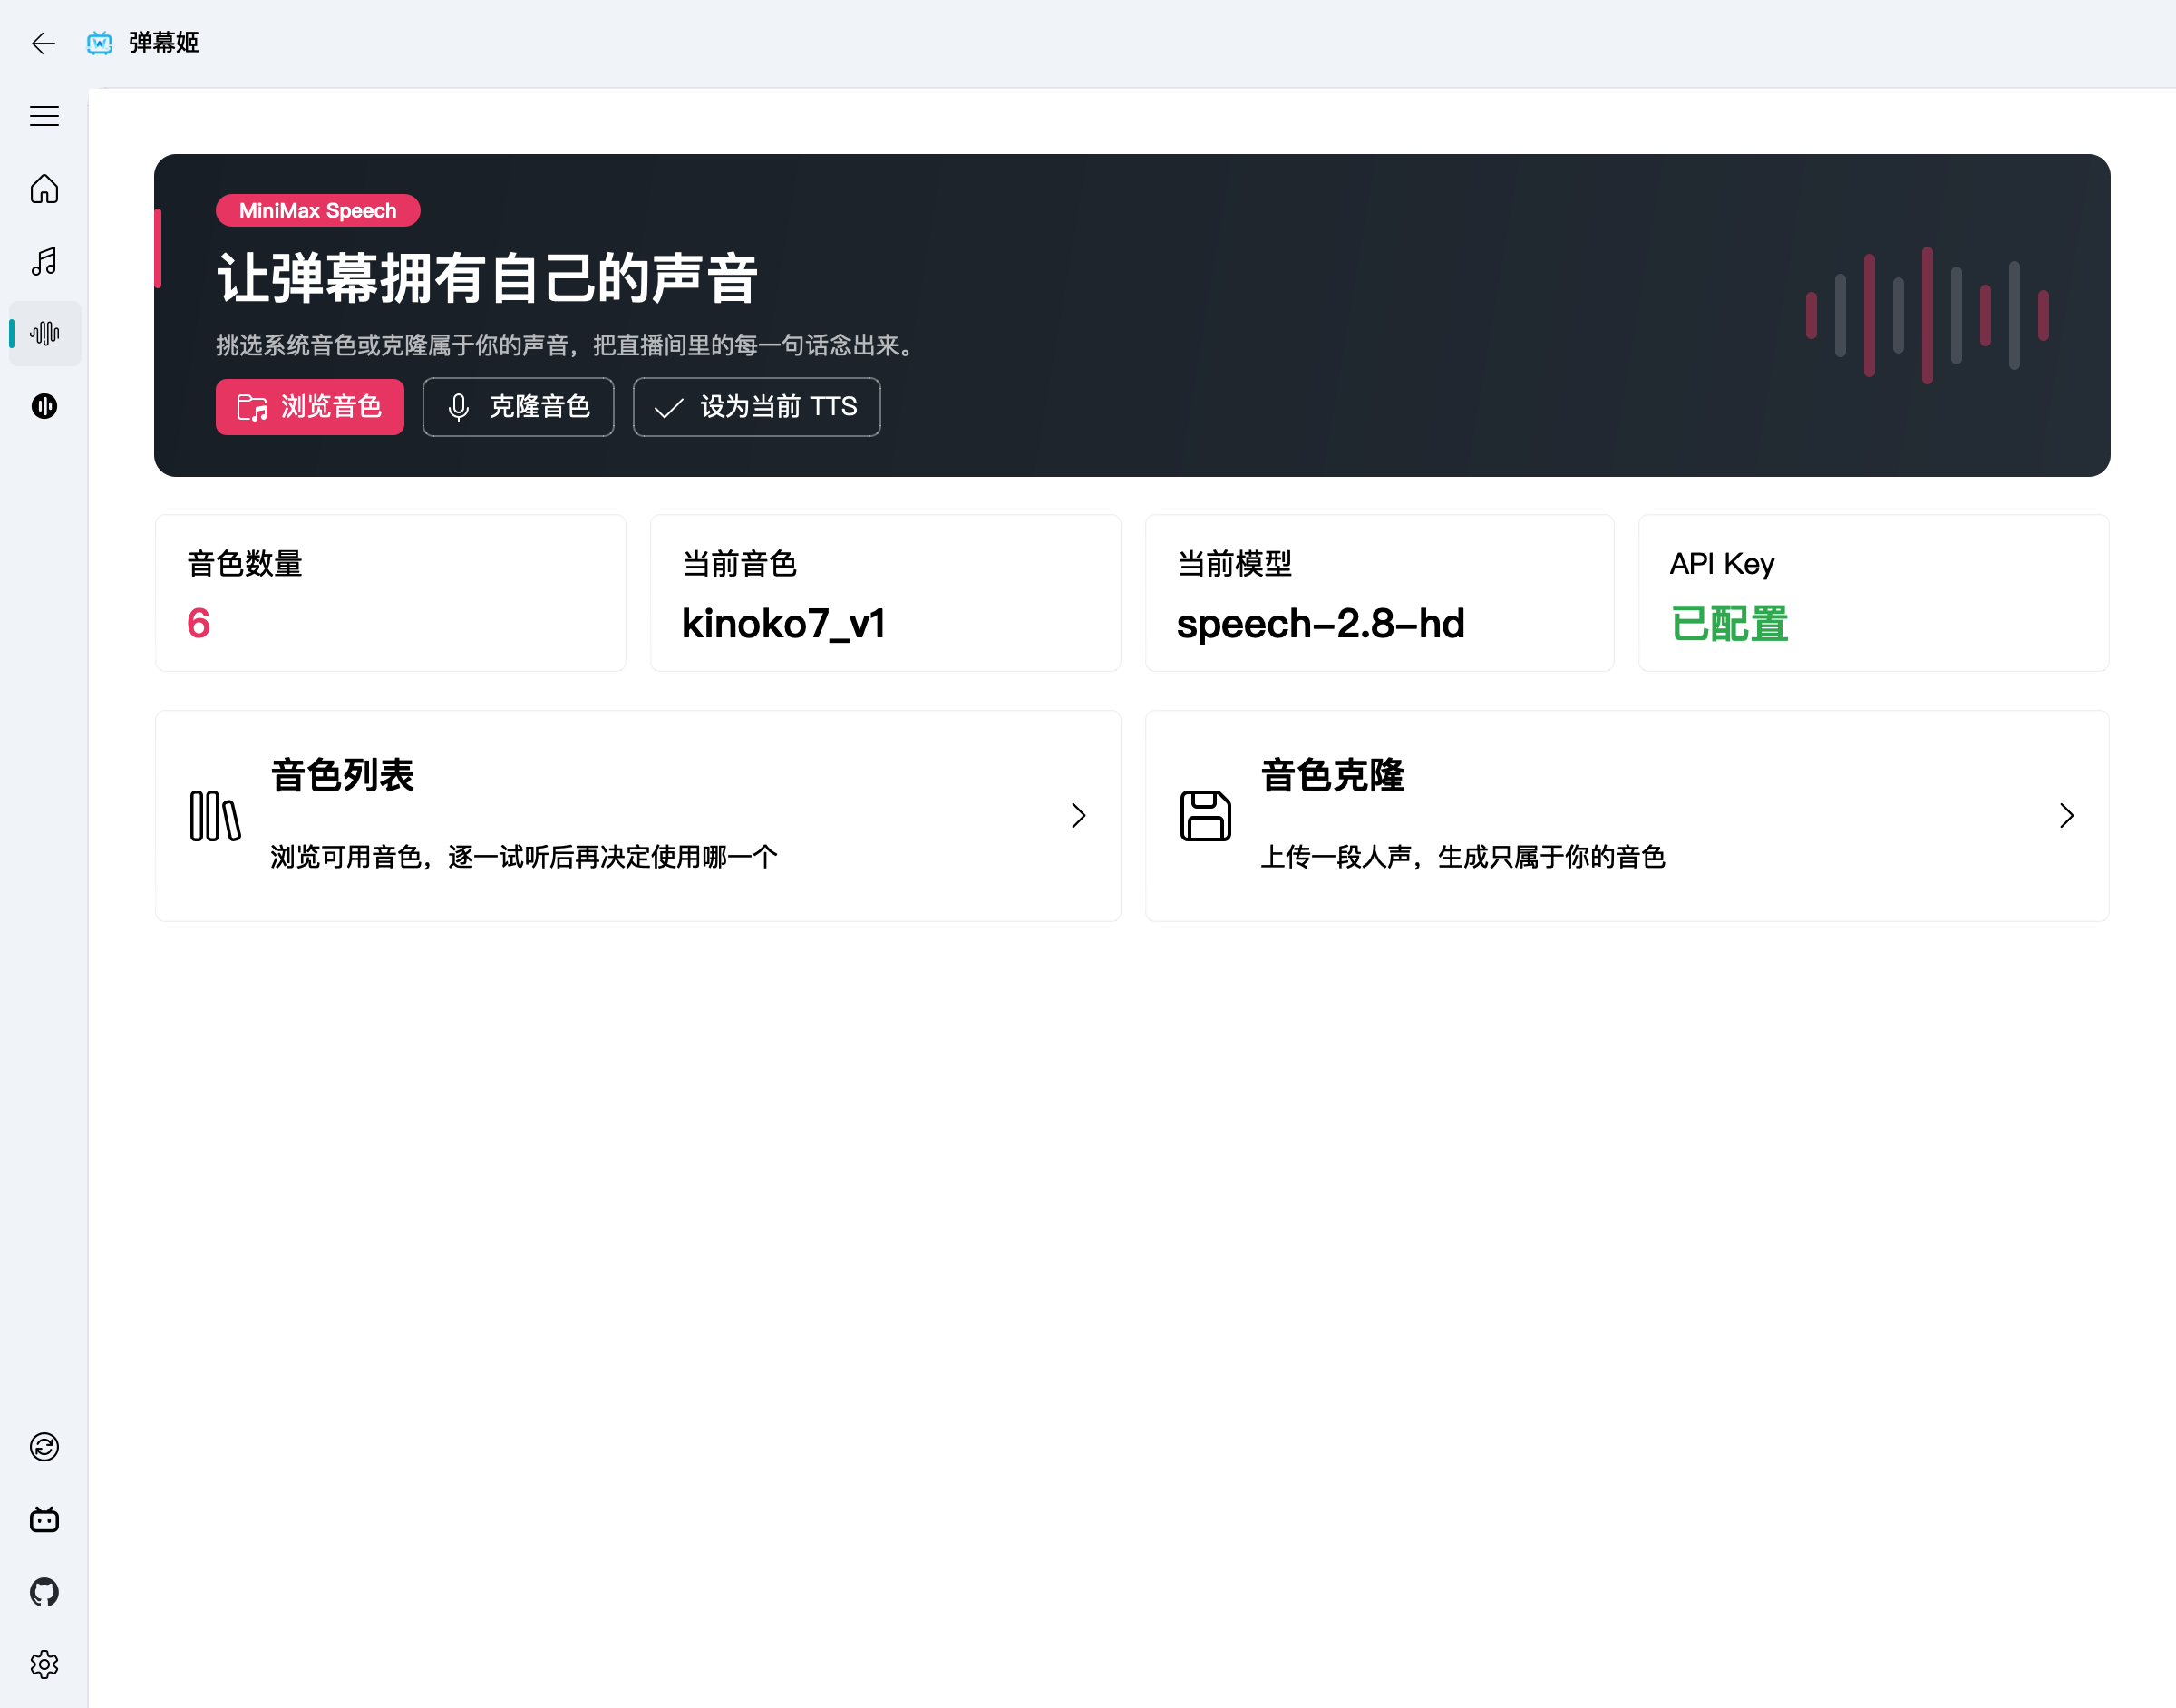 弹幕姬
MiniMax Speech
让弹幕拥有自己的声音
挑选系统音色或克隆属于你的声音，把直播间里的每一句话念出来。
浏览音色
克隆音色
设为当前 TTS
音色数量
6
当前音色
kinoko7_v1
当前模型
speech-2.8-hd
API Key
已配置
音色列表
浏览可用音色，逐一试听后再决定使用哪一个
音色克隆
上传一段人声，生成只属于你的音色